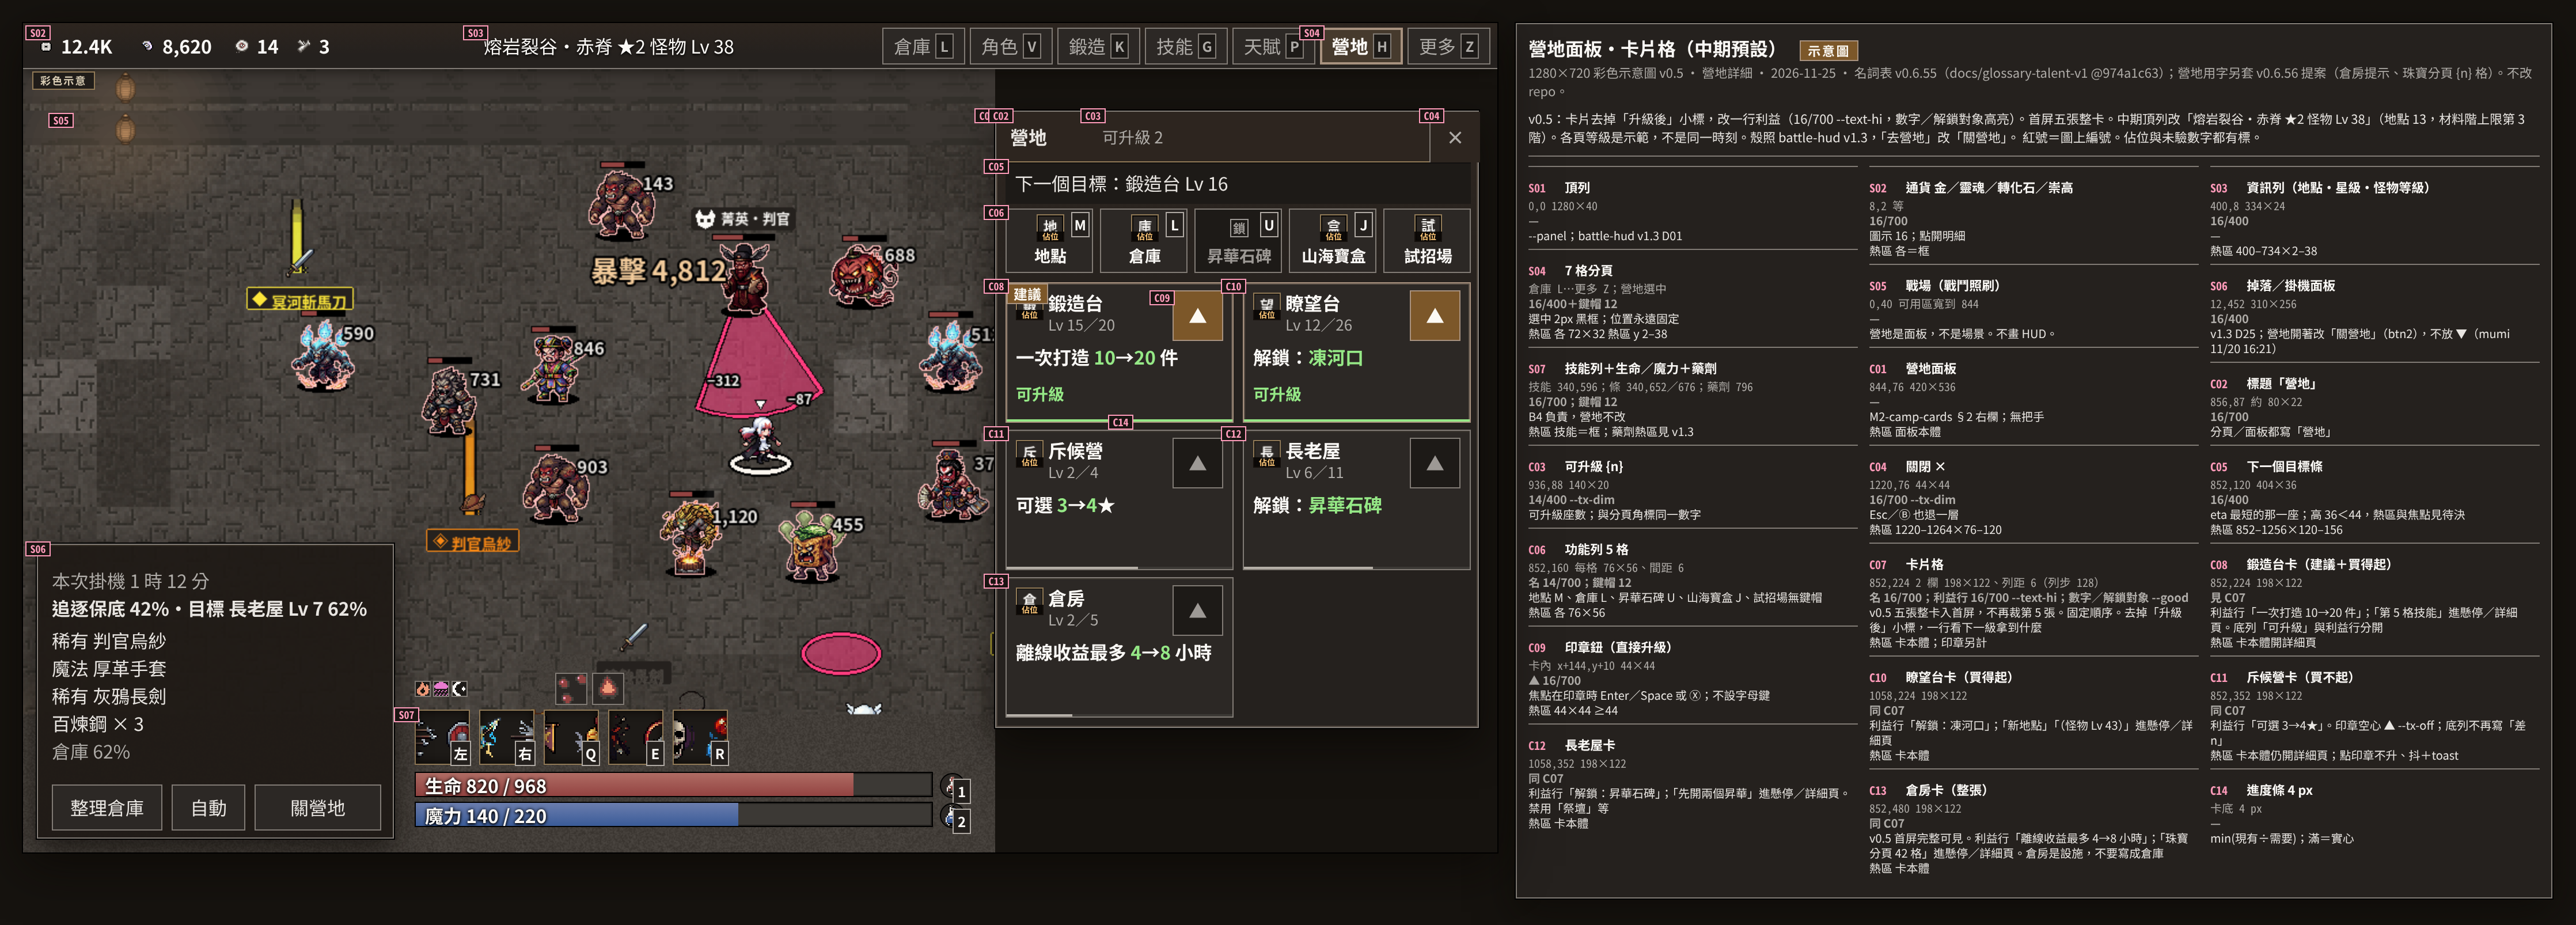 S02
12.4K
8,620
14
3
S03
熔岩裂谷・赤脊 ★2 怪物 Lv 38
倉庫 L
角色 V
鍛造 K
技能 G
天賦 P
S04
營地 H
更多 Z
彩色示意
S05
143
菁英・判官
暴擊 4,812
688
冥河斬馬刀
590
846
731
-312
-87
903
1,120
455
判官烏紗
S06
本次掛機 1 時 12 分
追逐保底 42%・目標 長老屋 Lv 7 62%
稀有 判官烏紗
魔法 厚革手套
稀有 灰鴉長劍
百煉鋼 × 3
倉庫 62%
整理倉庫
自動
關營地
S07
左
右
Q
E
R
生命 820 / 968
1
魔力 140 / 220
2
C02
C03
C04
營地
可升級 2
×
C05
下一個目標：鍛造台 Lv 16
C06
地 佔位 M
地點
庫 佔位 L
倉庫
鎖 U
昇華石碑
盒 佔位 J
山海寶盒
試 佔位
試招場
C08
建議
佔位
鍛造台
Lv 15／20
C09
▲
一次打造 10→20 件
可升級
C10
望 佔位
瞭望台
Lv 12／26
▲
解鎖：凍河口
可升級
C14
C11
斥 佔位
斥候營
Lv 2／4
▲
可選 3→4★
C12
長 佔位
長老屋
Lv 6／11
▲
解鎖：昇華石碑
C13
倉 佔位
倉房
Lv 2／5
▲
離線收益最多 4→8 小時
營地面板・卡片格（中期預設） 示意圖
1280×720 彩色示意圖 v0.5 ・ 營地詳細 ・ 2026-11-25 ・ 名詞表 v0.6.55（docs/glossary-talent-v1 @974a1c63）；營地用字另套 v0.6.56 提案（倉房提示、珠寶分頁 {n} 格）。不改
repo。
v0.5：卡片去掉「升級後」小標，改一行利益（16/700 --text-hi，數字／解鎖對象高亮）。首屏五張整卡。中期頂列改「熔岩裂谷・赤脊 ★2 怪物 Lv 38」（地點 13，材料階上限第 3
階）。各頁等級是示範，不是同一時刻。殼照 battle-hud v1.3，「去營地」改「關營地」。 紅號＝圖上編號。佔位與未驗數字都有標。
S01 頂列
0,0 1280×40
—
--panel；battle-hud v1.3 D01
S04 7 格分頁
倉庫 L⋯更多 Z；營地選中
16/400＋鍵帽 12
選中 2px 黑框；位置永遠固定
熱區 各 72×32 熱區 y 2–38
S07 技能列＋生命／魔力＋藥劑
技能 340,596；條 340,652／676；藥劑 796
16/700；鍵帽 12
B4 負責，營地不改
熱區 技能＝框；藥劑熱區見 v1.3
C03 可升級 {n}
936,88 140×20
14/400 --tx-dim
可升級座數；與分頁角標同一數字
C06 功能列 5 格
852,160 每格 76×56、間距 6
名 14/700；鍵帽 12
地點 M、倉庫 L、昇華石碑 U、山海寶盒 J、試招場無鍵帽
熱區 各 76×56
C09 印章鈕（直接升級）
卡內 x+144,y+10 44×44
▲ 16/700
焦點在印章時 Enter／Space 或 Ⓧ；不設字母鍵
熱區 44×44 ≥44
C12 長老屋卡
1058,352 198×122
同 C07
利益行「解鎖：昇華石碑」；「先開兩個昇華」進懸停／詳細頁。
禁用「祭壇」等
熱區 卡本體
S02 通貨 金／靈魂／轉化石／崇高
8,2 等
16/700
圖示 16；點開明細
熱區 各＝框
S05 戰場（戰鬥照刷）
0,40 可用區寬到 844
—
營地是面板，不是場景。不畫 HUD。
C01 營地面板
844,76 420×536
—
M2-camp-cards §2 右欄；無把手
熱區 面板本體
C04 關閉 ×
1220,76 44×44
16/700 --tx-dim
Esc／Ⓑ 也退一層
熱區 1220–1264×76–120
C07 卡片格
852,224 2 欄 198×122、列距 6（列步 128）
名 16/700；利益行 16/700 --text-hi；數字／解鎖對象 --good
v0.5 五張整卡入首屏，不再裁第 5 張。固定順序。去掉「升級
後」小標，一行看下一級拿到什麼
熱區 卡本體；印章另計
C10 瞭望台卡（買得起）
1058,224 198×122
同 C07
利益行「解鎖：凍河口」；「新地點」「（怪物 Lv 43）」進懸停／詳
細頁
熱區 卡本體
C13 倉房卡（整張）
852,480 198×122
同 C07
v0.5 首屏完整可見。利益行「離線收益最多 4→8 小時」；「珠寶
分頁 42 格」進懸停／詳細頁。倉房是設施，不要寫成倉庫
熱區 卡本體
S03 資訊列（地點・星級・怪物等級）
400,8 334×24
16/400
—
熱區 400–734×2–38
S06 掉落／掛機面板
12,452 310×256
16/400
v1.3 D25；營地開著改「關營地」（btn2），不放 ▼（mumi
11/20 16:21）
C02 標題「營地」
856,87 約 80×22
16/700
分頁／面板都寫「營地」
C05 下一個目標條
852,120 404×36
16/400
eta 最短的那一座；高 36＜44，熱區與焦點見待決
熱區 852–1256×120–156
C08 鍛造台卡（建議＋買得起）
852,224 198×122
見 C07
利益行「一次打造 10→20 件」；「第 5 格技能」進懸停／詳細
頁。底列「可升級」與利益行分開
熱區 卡本體開詳細頁
C11 斥候營卡（買不起）
852,352 198×122
同 C07
利益行「可選 3→4★」。印章空心 ▲ --tx-off；底列不再寫「差
n」
熱區 卡本體仍開詳細頁；點印章不升、抖＋toast
C14 進度條 4 px
卡底 4 px
—
min(現有÷需要)；滿＝實心